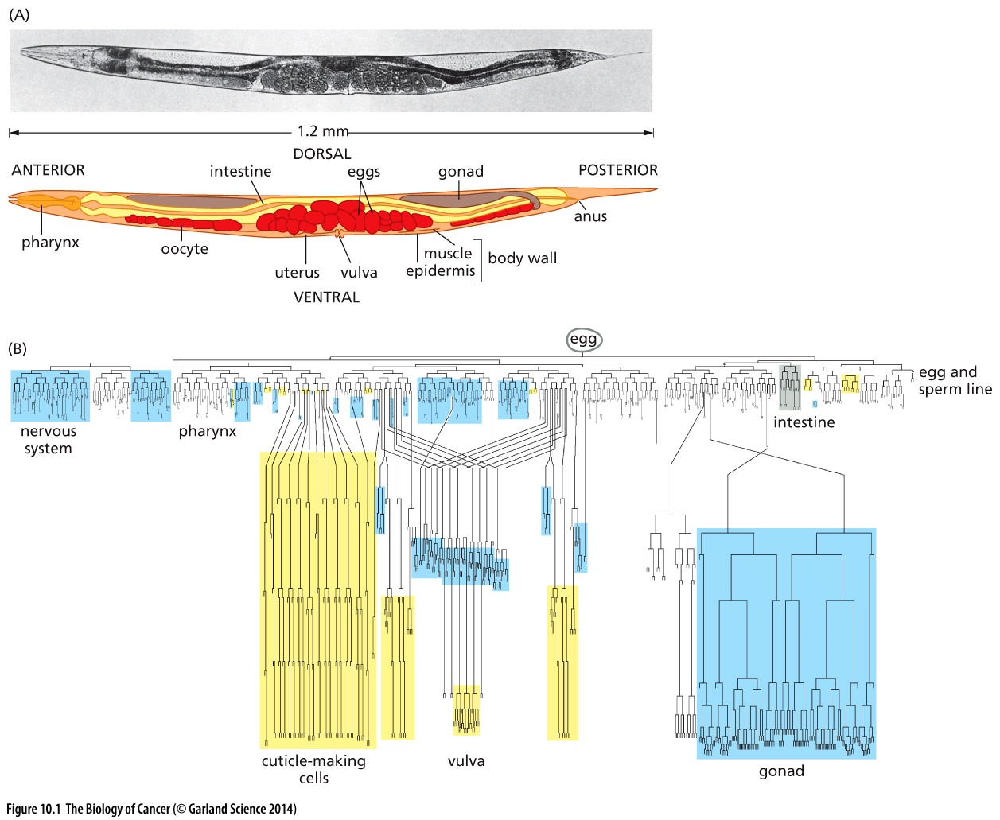 (A)
1.2 mm
DORSAL
ANTERIOR
intestine
eggs
gonad
POSTERIOR
anus
pharynx
oocyte
muscle
epidermis
body wall
uterus
vulva
VENTRAL
(B)
egg
egg and
sperm line
nervous
system
pharynx
intestine
cuticle-making
cells
vulva
gonad
Figure 10.1 The Biology of Cancer (© Garland Science 2014)